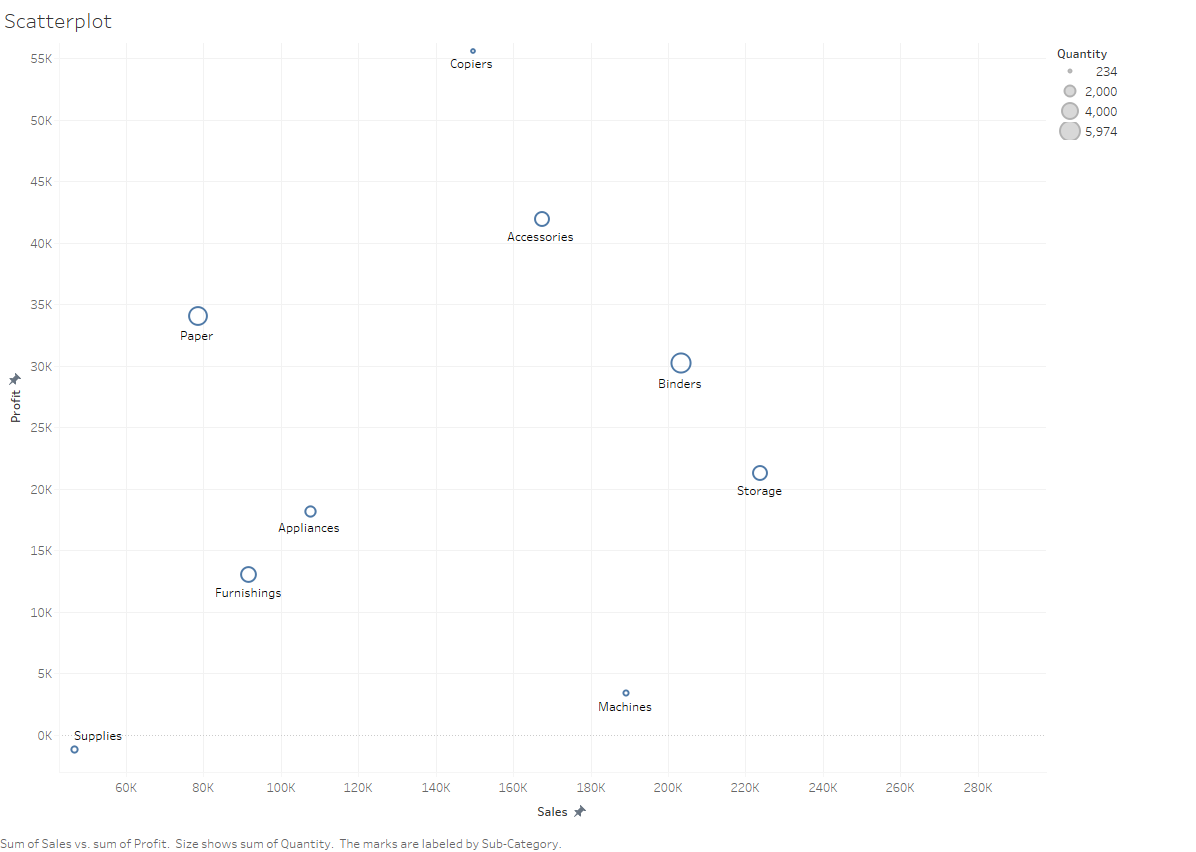 Scatterplot
55K
50K
45K
40K
35K
30K
25K
20K
15K
10K
5K
0K
Profit
Copiers
Accessories
Paper
Binders
Storage
Appliances
Furnishings
Machines
Supplies
60K 80K 100K 120K 140K 160K 180K 200K 220K 240K 260K 280K
Sales
Quantity
234
2,000
4,000
5,974
Sum of Sales vs. sum of Profit. Size shows sum of Quantity. The marks are labeled by Sub-Category.